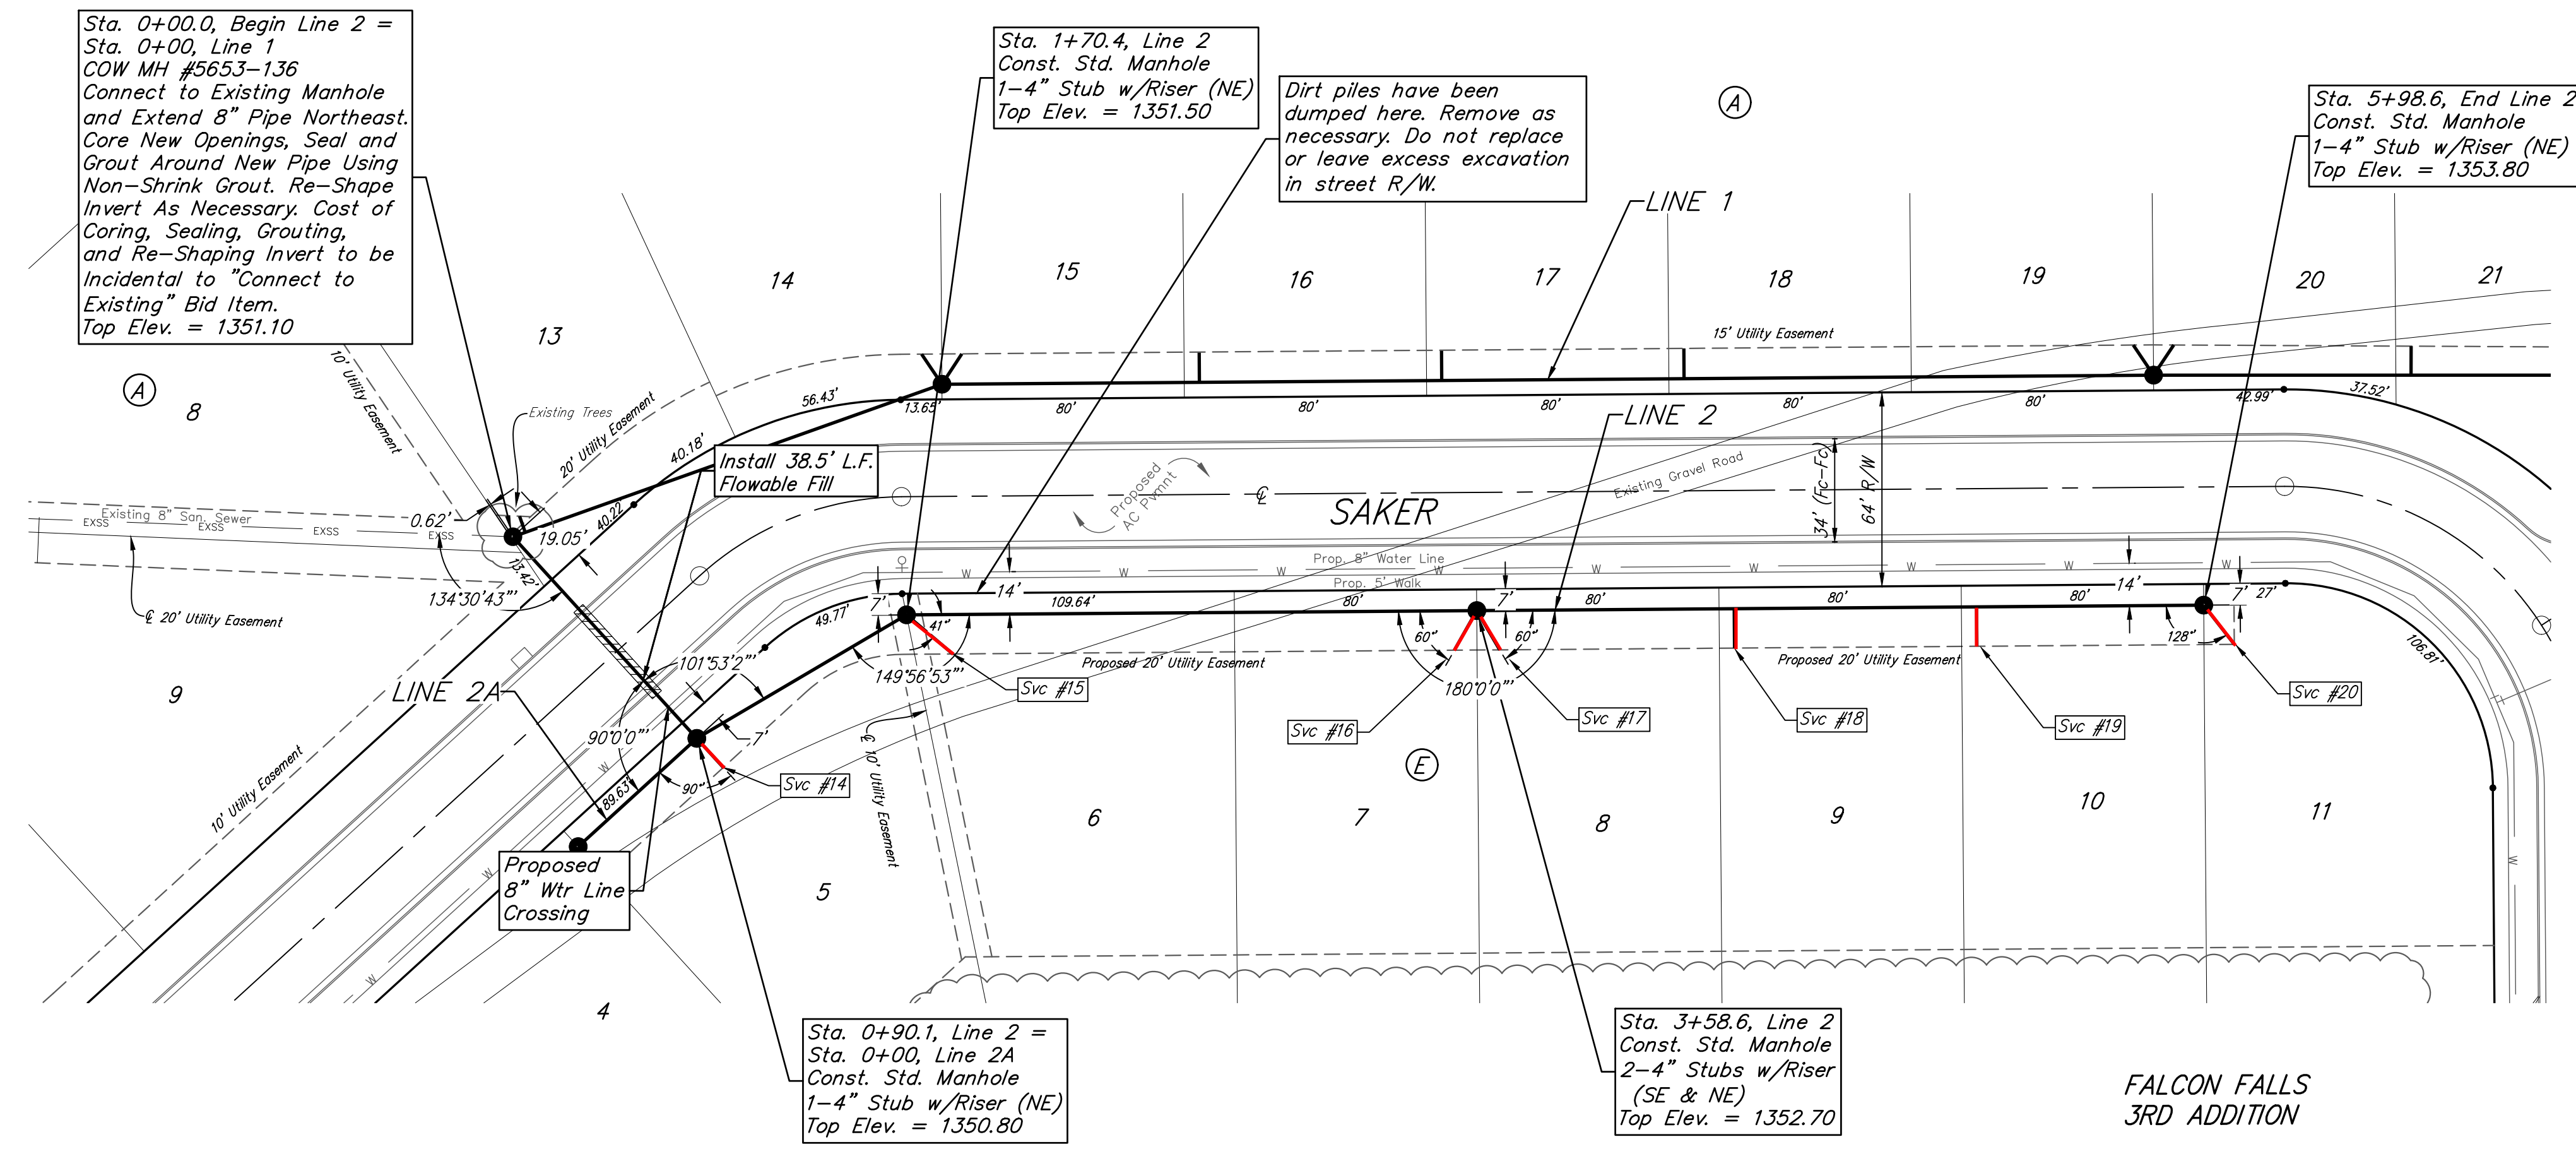 Sta. 0+00.0, Begin Line 2 =
Sta. 0+00, Line 1
COW MH #5653-136
Connect to Existing Manhole
and Extend 8" Pipe Northeast.
Core New Openings, Seal and
Grout Around New Pipe Using
Non-Shrink Grout. Re-Shape
Invert As Necessary. Cost of
Coring, Sealing, Grouting,
and Re-Shaping Invert to be
Incidental to "Connect to
Existing" Bid Item.
Top Elev. = 1351.10
Sta. 1+70.4, Line 2
Const. Std. Manhole
1-4" Stub w/Riser (NE)
Top Elev. = 1351.50
Dirt piles have been
dumped here. Remove as
necessary. Do not replace
or leave excess excavation
in street R/W.
A
Sta. 5+98.6, End Line 2
Const. Std. Manhole
1-4" Stub w/Riser (NE)
Top Elev. = 1353.80
LINE 1
13
14
15
16
17
18
19
20
21
15' Utility Easement
10' Utility Easement
A
8
Existing Trees
20' Utility Easement
56.43'
13.65'
80'
80'
80'
80'
80'
42.99'
37.52'
40.18'
LINE 2
Install 38.5' L.F.
Flowable Fill
Existing 8" San. Sewer
EXSS
EXSS
EXSS
EXSS
0.62'
19.05'
40.22
13.42'
134°30'43"'
℄ 20' Utility Easement
Proposed
AC Pvmnt
℄
SAKER
Existing Gravel Road
34' (Fc-Fc)
64' R/W
Prop. 8" Water Line
W
W
W
W
W
W
W
W
W
Prop. 5' Walk
7'
14'
109.64'
80'
7'
80'
80'
80'
14'
7'
27'
49.77'
41°'
60°'
60°'
128°'
106.81'
101°53'2"'
149°56'53"'
180°0'0"'
Proposed 20' Utility Easement
Proposed 20' Utility Easement
Svc #15
Svc #16
Svc #17
Svc #18
Svc #19
Svc #20
9
LINE 2A
90°0'0"'
7'
Svc #14
90°'
89.63'
W
W
W
W
10' Utility Easement
℄ 10' Utility Easement
E
6
7
8
9
10
11
Proposed
8" Wtr Line
Crossing
5
4
Sta. 0+90.1, Line 2 =
Sta. 0+00, Line 2A
Const. Std. Manhole
1-4" Stub w/Riser (NE)
Top Elev. = 1350.80
Sta. 3+58.6, Line 2
Const. Std. Manhole
2-4" Stubs w/Riser
(SE & NE)
Top Elev. = 1352.70
FALCON FALLS
3RD ADDITION